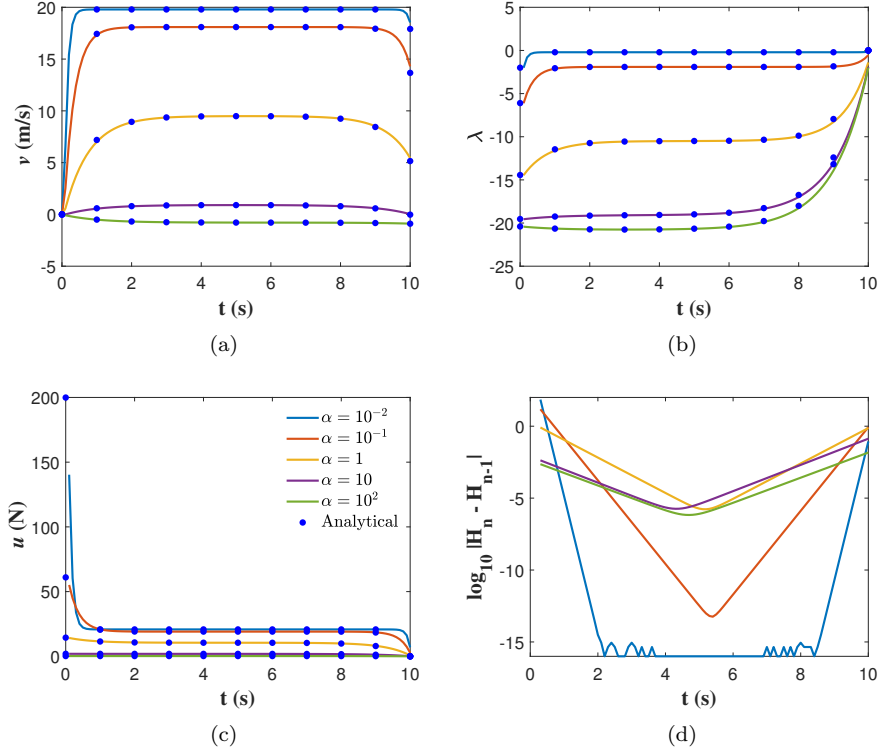 20
15
10
5
0
-5
v (m/s)
0 2 4 6 8 10
t (s)
(a)
0
-5
-10
-15
-20
-25
λ
0 2 4 6 8 10
t (s)
(b)
200
150
100
50
0
u (N)
α = 10⁻²
α = 10⁻¹
α = 1
α = 10
α = 10²
Analytical
0 2 4 6 8 10
t (s)
(c)
0
-5
-10
-15
log₁₀ |Hₙ - Hₙ₋₁|
0 2 4 6 8 10
t (s)
(d)